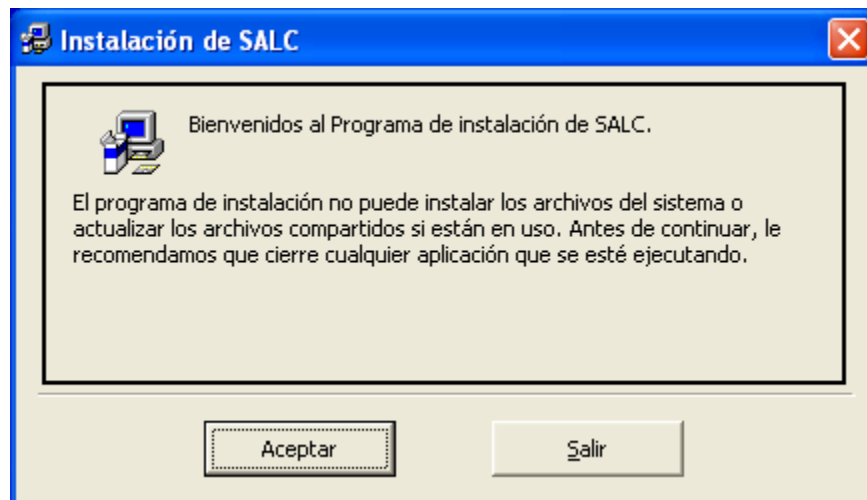 Instalación de SALC
Bienvenidos al Programa de instalación de SALC.
El programa de instalación no puede instalar los archivos del sistema o
actualizar los archivos compartidos si están en uso. Antes de continuar, le
recomendamos que cierre cualquier aplicación que se esté ejecutando.
Aceptar
Salir